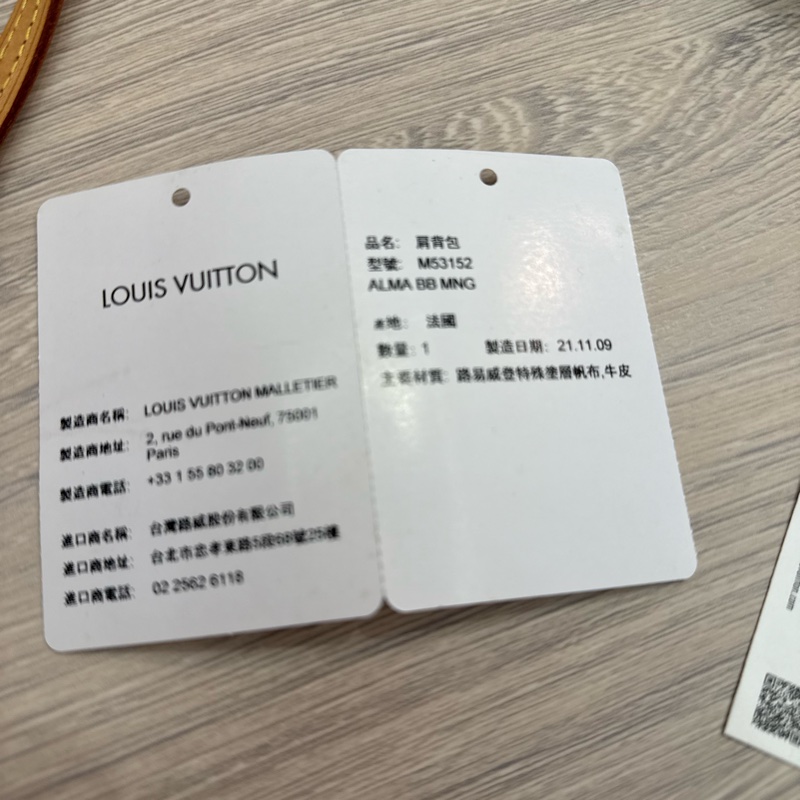 LOUIS VUITTON
製造商名稱: LOUIS VUITTON MALLETIER
製造商地址: 2, rue du Pont-Neuf, 75001
Paris
製造商電話: +33 1 55 80 32 00
進口商名稱: 台灣路威股份有限公司
進口商地址: 台北市忠孝東路5段68號25樓
進口商電話: 02 2562 6118
品名: 肩背包
型號: M53152
ALMA BB MNG
產地: 法國
數量: 1 製造日期: 21.11.09
主要材質: 路易威登特殊塗層帆布,牛皮